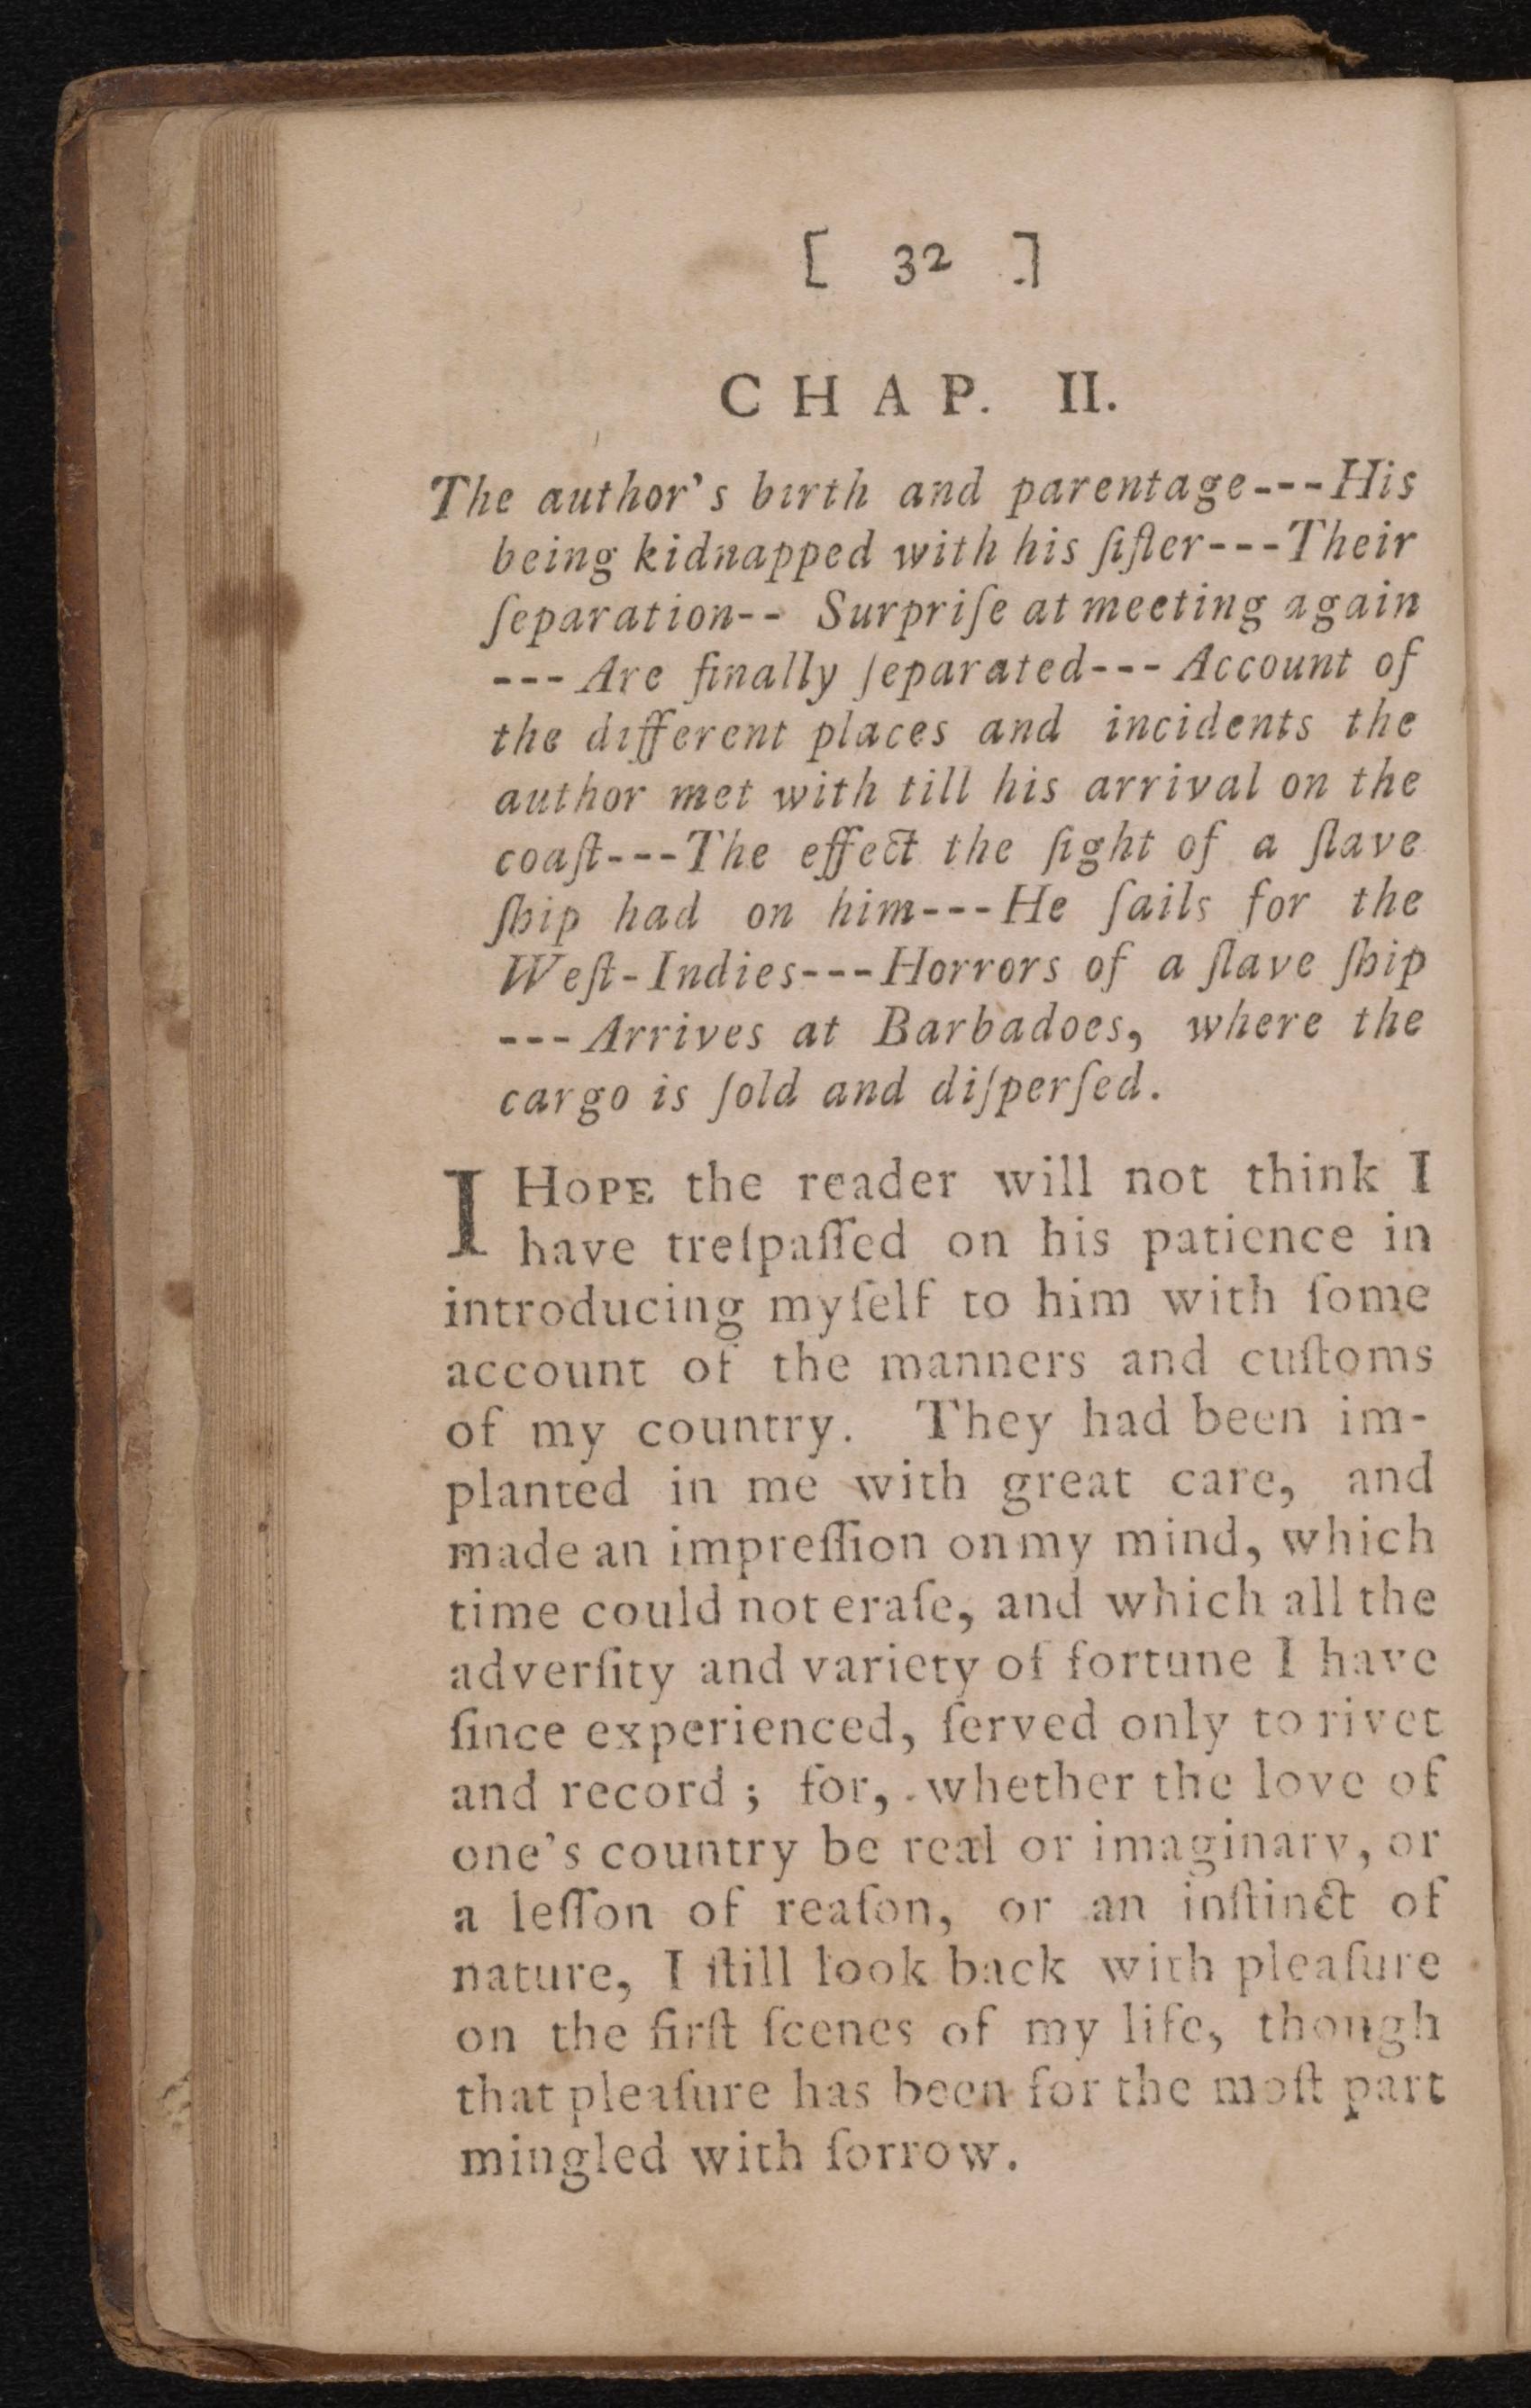 [ 32 ]
CHAP. II.
The author's birth and parentage---His
being kidnapped with his ſiſter---Their
ſeparation-- Surpriſe at meeting again
---Are finally ſeparated---Account of
the different places and incidents the
author met with till his arrival on the
coaſt---The effect the ſight of a ſlave
ſhip had on him---He ſails for the
Weſt-Indies---Horrors of a ſlave ſhip
---Arrives at Barbadoes, where the
cargo is ſold and diſperſed.
I HOPE the reader will not think I
have treſpaſſed on his patience in
introducing myſelf to him with ſome
account of the manners and cuſtoms
of my country. They had been im-
planted in me with great care, and
made an impreſſion on my mind, which
time could not eraſe, and which all the
adverſity and variety of fortune I have
ſince experienced, ſerved only to rivet
and record; for, whether the love of
one's country be real or imaginary, or
a leſſon of reaſon, or an inſtinct of
nature, I ſtill look back with pleaſure
on the firſt ſcenes of my life, though
that pleaſure has been for the moſt part
mingled with ſorrow.